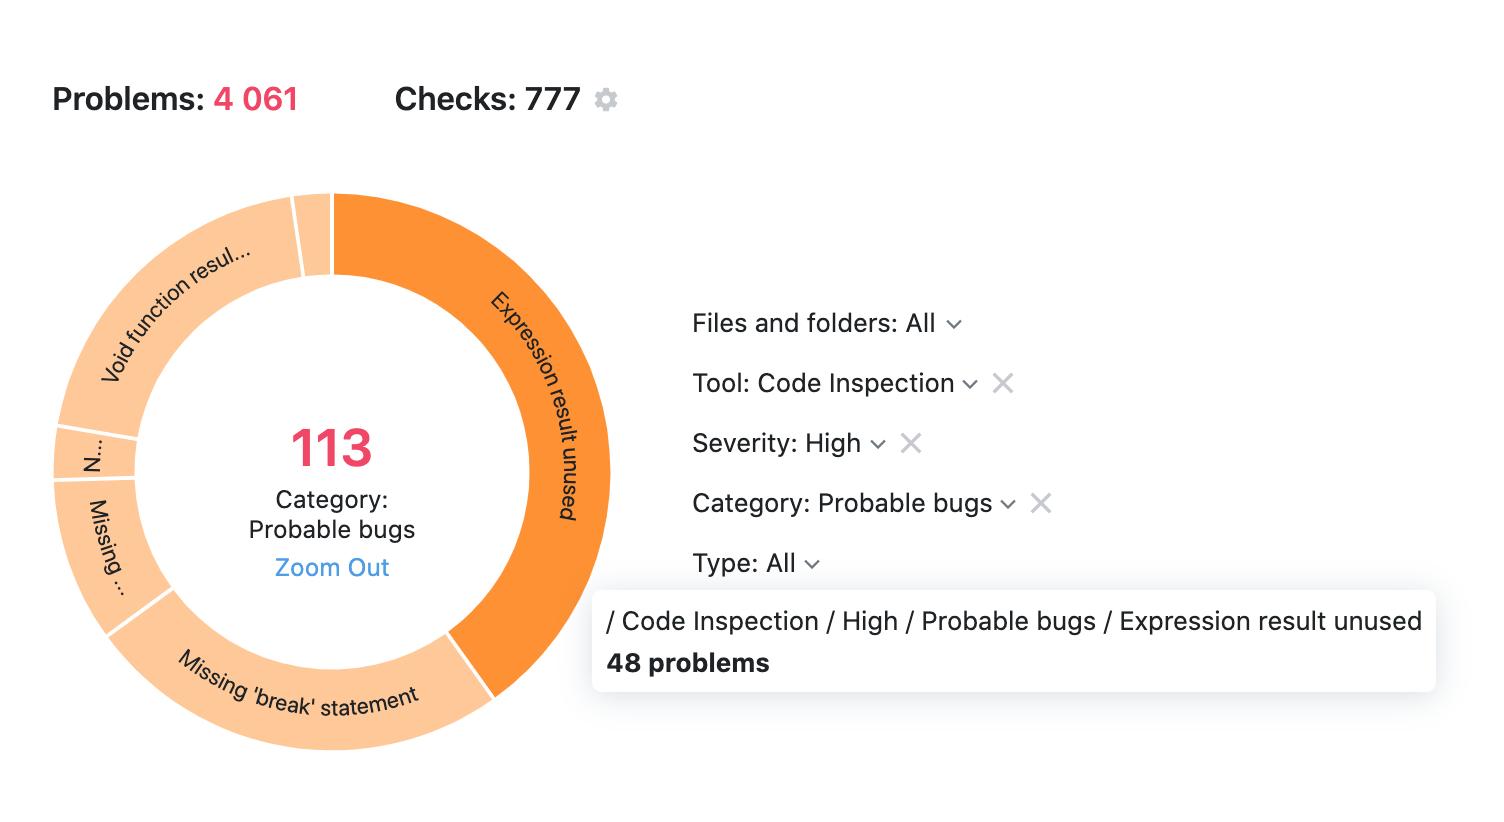 Problems: 4 061
Checks: 777
Expression result unused
Missing 'break' statement
Missing ...
N...
Void function resul...
113
Category:
Probable bugs
Zoom Out
Files and folders: All
Tool: Code Inspection
Severity: High
Category: Probable bugs
Type: All
/ Code Inspection / High / Probable bugs / Expression result unused
48 problems